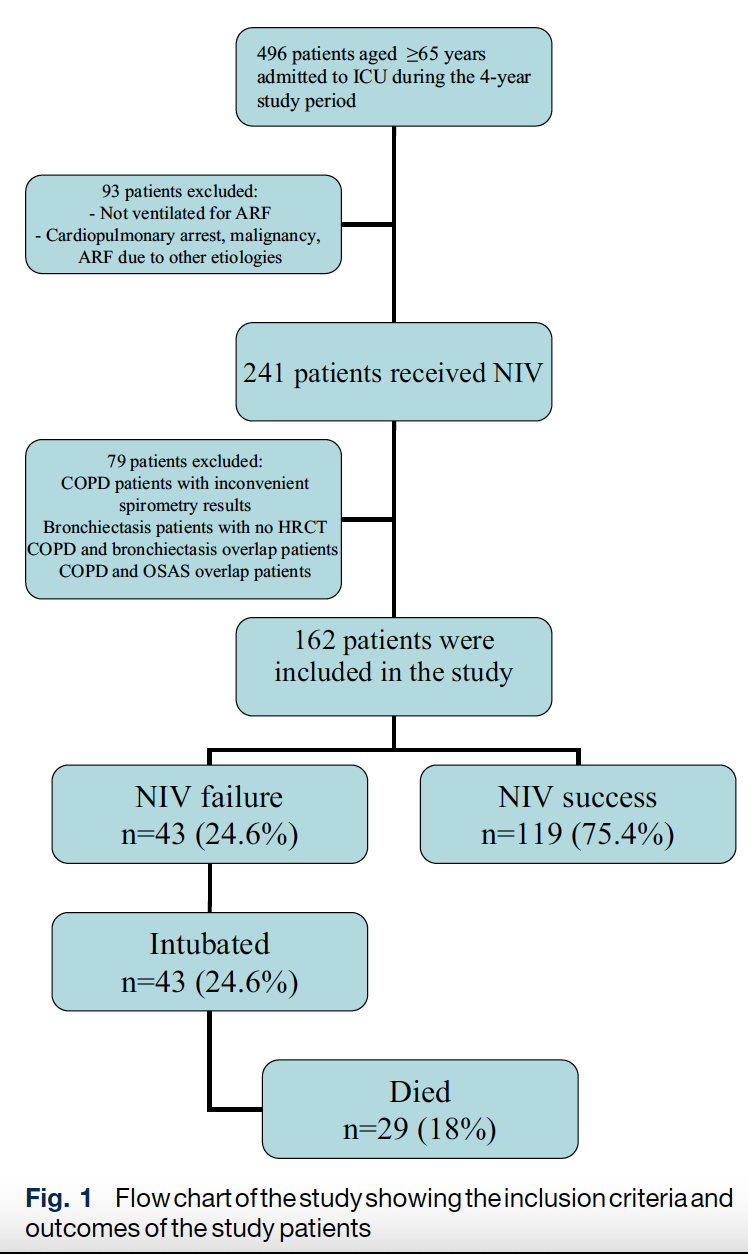 496 patients aged ≥65 years
admitted to ICU during the 4-year
study period
93 patients excluded:
- Not ventilated for ARF
- Cardiopulmonary arrest, malignancy,
ARF due to other etiologies
241 patients received NIV
79 patients excluded:
COPD patients with inconvenient
spirometry results
Bronchiectasis patients with no HRCT
COPD and bronchiectasis overlap patients
COPD and OSAS overlap patients
162 patients were
included in the study
NIV failure
n=43 (24.6%)
NIV success
n=119 (75.4%)
Intubated
n=43 (24.6%)
Died
n=29 (18%)
Fig. 1 Flow chart of the study showing the inclusion criteria and
outcomes of the study patients